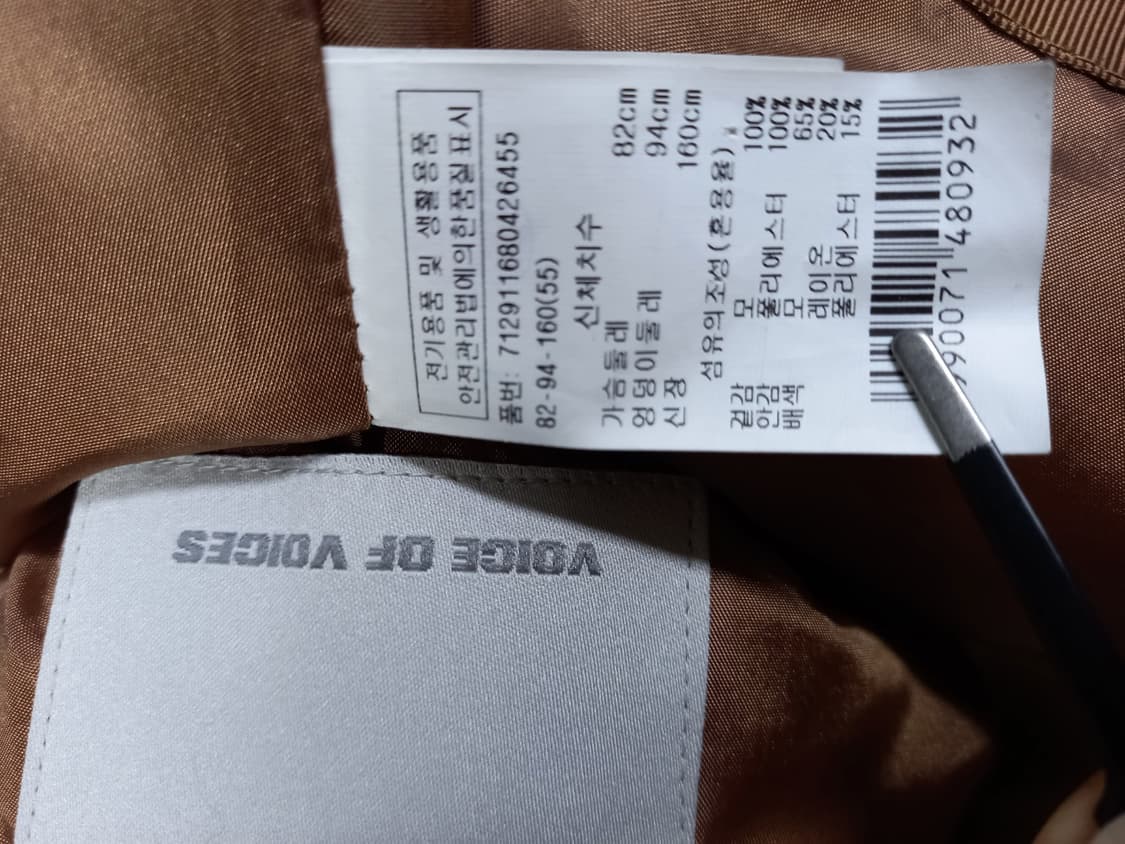 전기용품 및 생활용품
안전관리법에의한품질표시
품번: 712911680426455
82-94-160(55)
신체치수
가슴둘레 82cm
엉덩이둘레 94cm
신장 160cm
섬유의조성(혼용율)
겉감 모 100%
안감 폴리에스터 100%
배색 모 65%
레이온 20%
폴리에스터 15%
990071 480932
VOICE OF VOICES